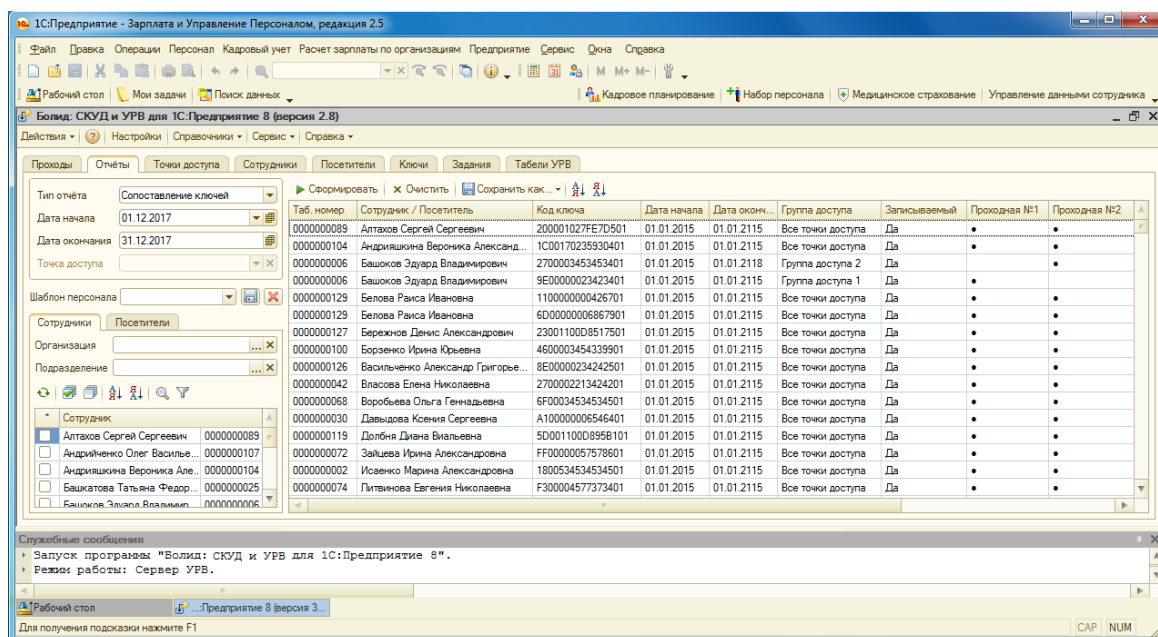 1С:Предприятие - Зарплата и Управление Персоналом, редакция 2.5
Файл Правка Операции Персонал Кадровый учет Расчет зарплаты по организациям Предприятие Сервис Окна Справка
M M+ M-
Рабочий стол Мои задачи Поиск данных Кадровое планирование Набор персонала Медицинское страхование Управление данными сотрудника
Болид: СКУД и УРВ для 1С:Предприятие 8 (версия 2.8)
Действия Настройки Справочники Сервис Справка
Проходы Отчёты Точки доступа Сотрудники Посетители Ключи Задания Табели УРВ
Тип отчёта Сопоставление ключей
Дата начала 01.12.2017
Дата окончания 31.12.2017
Точка доступа
Шаблон персонала
Сотрудники Посетители
Организация ...
Подразделение ...
* Сотрудник
Алтахов Сергей Сергеевич 0000000089
Андрийченко Олег Василье... 0000000107
Андрияшкина Вероника Але... 0000000104
Башкатова Татьяна Федор... 0000000025
Башоков Эдуард Владимир... 0000000006
Сформировать Очистить Сохранить как...
Таб. номер Сотрудник / Посетитель Код ключа Дата начала Дата оконч... Группа доступа Записываемый Проходная №1 Проходная №2
0000000089 Алтахов Сергей Сергеевич 200001027FE7D501 01.01.2015 01.01.2115 Все точки доступа Да • •
0000000104 Андрияшкина Вероника Александ... 1C00170235930401 01.01.2015 01.01.2115 Все точки доступа Да • •
0000000006 Башоков Эдуард Владимирович 2700003453453401 01.01.2015 01.01.2118 Группа доступа 2 Да •
0000000006 Башоков Эдуард Владимирович 9E00000023423401 01.01.2015 01.01.2115 Группа доступа 1 Да •
0000000129 Белова Раиса Ивановна 1100000000426701 01.01.2015 01.01.2115 Все точки доступа Да • •
0000000129 Белова Раиса Ивановна 6D00000006867901 01.01.2015 01.01.2115 Все точки доступа Да • •
0000000127 Бережнов Денис Александрович 23001100D8517501 01.01.2015 01.01.2115 Все точки доступа Да • •
0000000100 Борзенко Ирина Юрьевна 4600003454339901 01.01.2015 01.01.2115 Все точки доступа Да • •
0000000126 Васильченко Александр Григорье... 8E00000234242501 01.01.2015 01.01.2115 Все точки доступа Да • •
0000000042 Власова Елена Николаевна 2700002213424201 01.01.2015 01.01.2115 Все точки доступа Да • •
0000000068 Воробьева Ольга Геннадьевна 6F00034534534501 01.01.2015 01.01.2115 Все точки доступа Да • •
0000000030 Давыдова Ксения Сергеевна A100000006546401 01.01.2015 01.01.2115 Все точки доступа Да • •
0000000119 Долбня Диана Виальевна 5D001100D895B101 01.01.2015 01.01.2115 Все точки доступа Да • •
0000000072 Зайцева Ирина Александровна FF00000057578601 01.01.2015 01.01.2115 Все точки доступа Да • •
0000000002 Исаенко Марина Александровна 1800534534534501 01.01.2015 01.01.2115 Все точки доступа Да • •
0000000074 Литвинова Евгения Николаевна F300004577373401 01.01.2015 01.01.2115 Все точки доступа Да • •
Служебные сообщения
Запуск программы "Болид: СКУД и УРВ для 1С:Предприятие 8".
Режим работы: Сервер УРВ.
Рабочий стол ...:Предприятие 8 (версия 3...
Для получения подсказки нажмите F1 CAP NUM